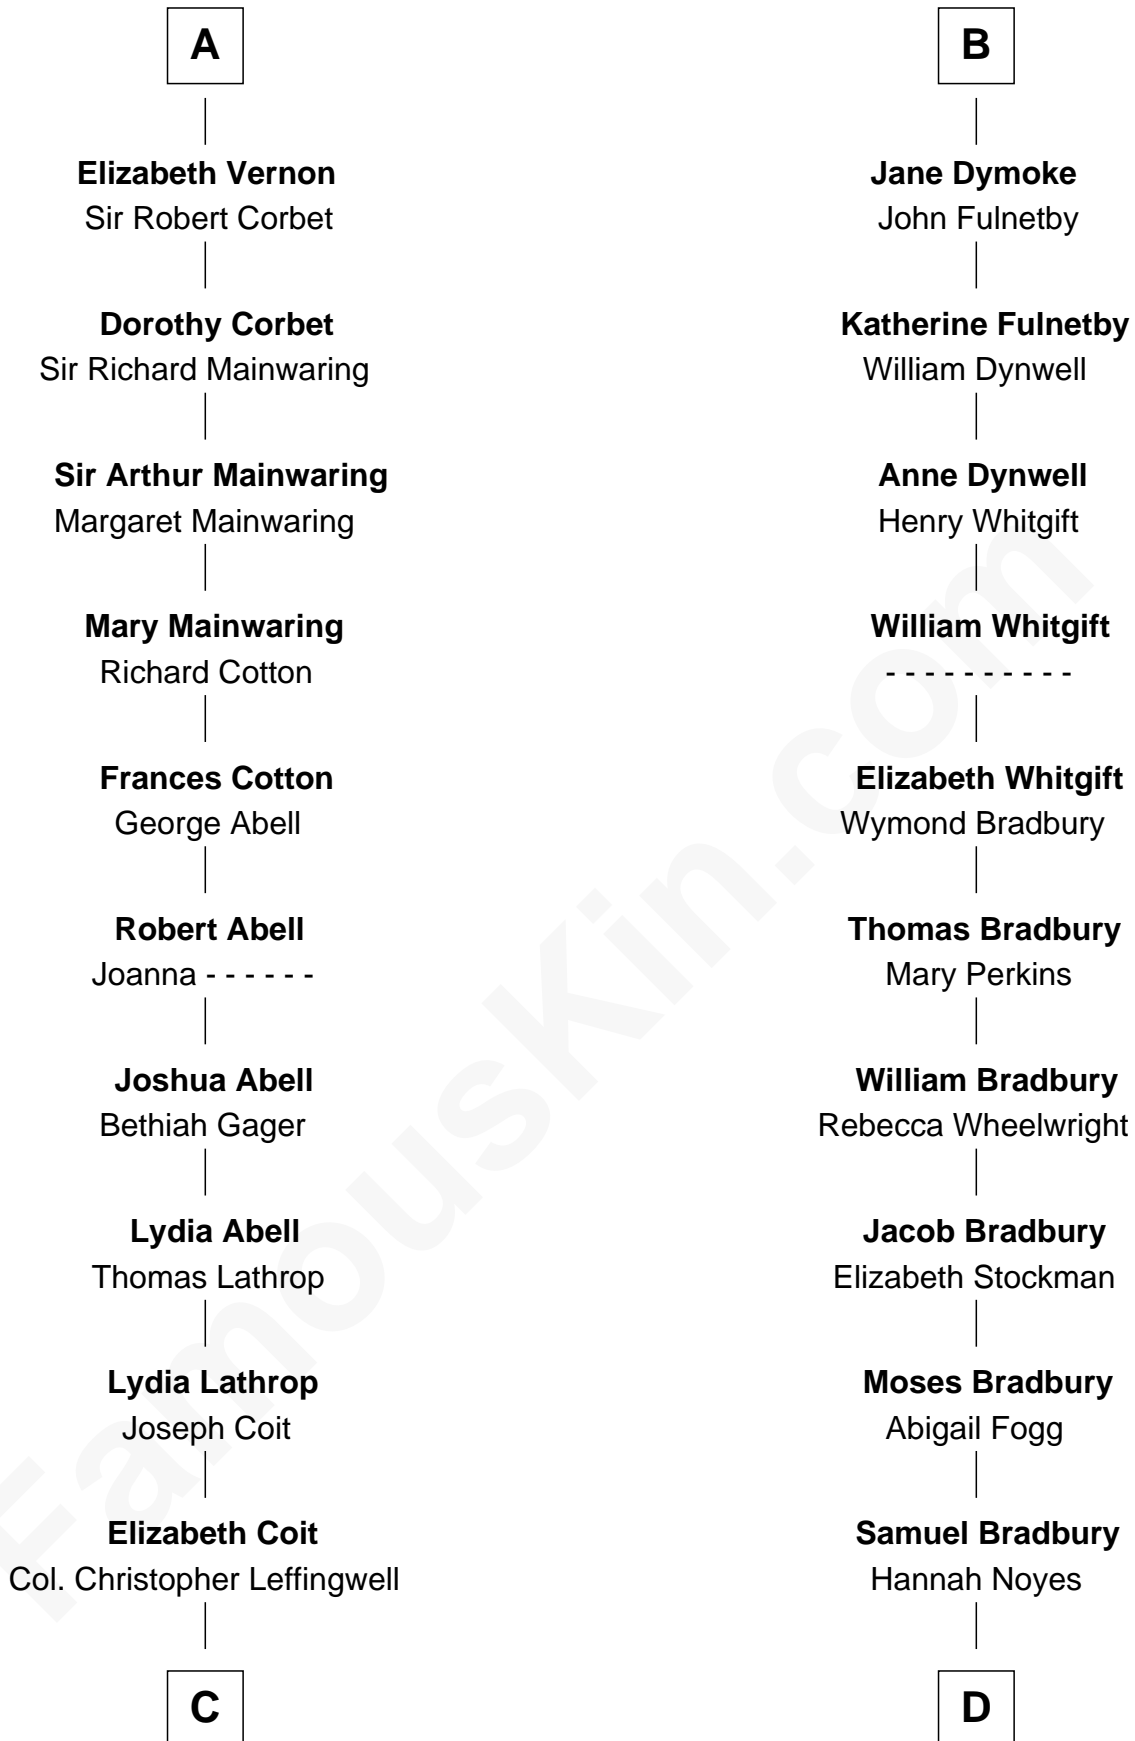 A
Elizabeth Vernon
Sir Robert Corbet
Dorothy Corbet
Sir Richard Mainwaring
Sir Arthur Mainwaring
Margaret Mainwaring
Mary Mainwaring
Richard Cotton
Frances Cotton
George Abell
Robert Abell
Joanna - - - - - -
Joshua Abell
Bethiah Gager
Lydia Abell
Thomas Lathrop
Lydia Lathrop
Joseph Coit
Elizabeth Coit
Col. Christopher Leffingwell
C
B
Jane Dymoke
John Fulnetby
Katherine Fulnetby
William Dynwell
Anne Dynwell
Henry Whitgift
William Whitgift
- - - - - - - - - -
Elizabeth Whitgift
Wymond Bradbury
Thomas Bradbury
Mary Perkins
William Bradbury
Rebecca Wheelwright
Jacob Bradbury
Elizabeth Stockman
Moses Bradbury
Abigail Fogg
Samuel Bradbury
Hannah Noyes
D
FamousKin.com